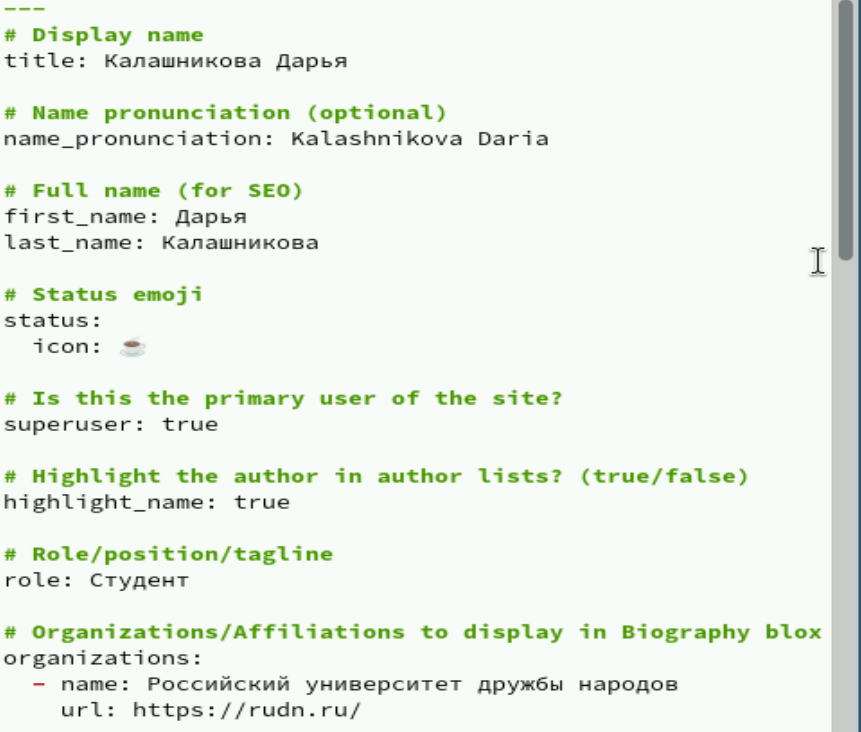 ---
# Display name
title: Калашникова Дарья
# Name pronunciation (optional)
name_pronunciation: Kalashnikova Daria
# Full name (for SEO)
first_name: Дарья
last_name: Калашникова
# Status emoji
status:
  icon: ☕
# Is this the primary user of the site?
superuser: true
# Highlight the author in author lists? (true/false)
highlight_name: true
# Role/position/tagline
role: Студент
# Organizations/Affiliations to display in Biography blox
organizations:
  - name: Российский университет дружбы народов
    url: https://rudn.ru/